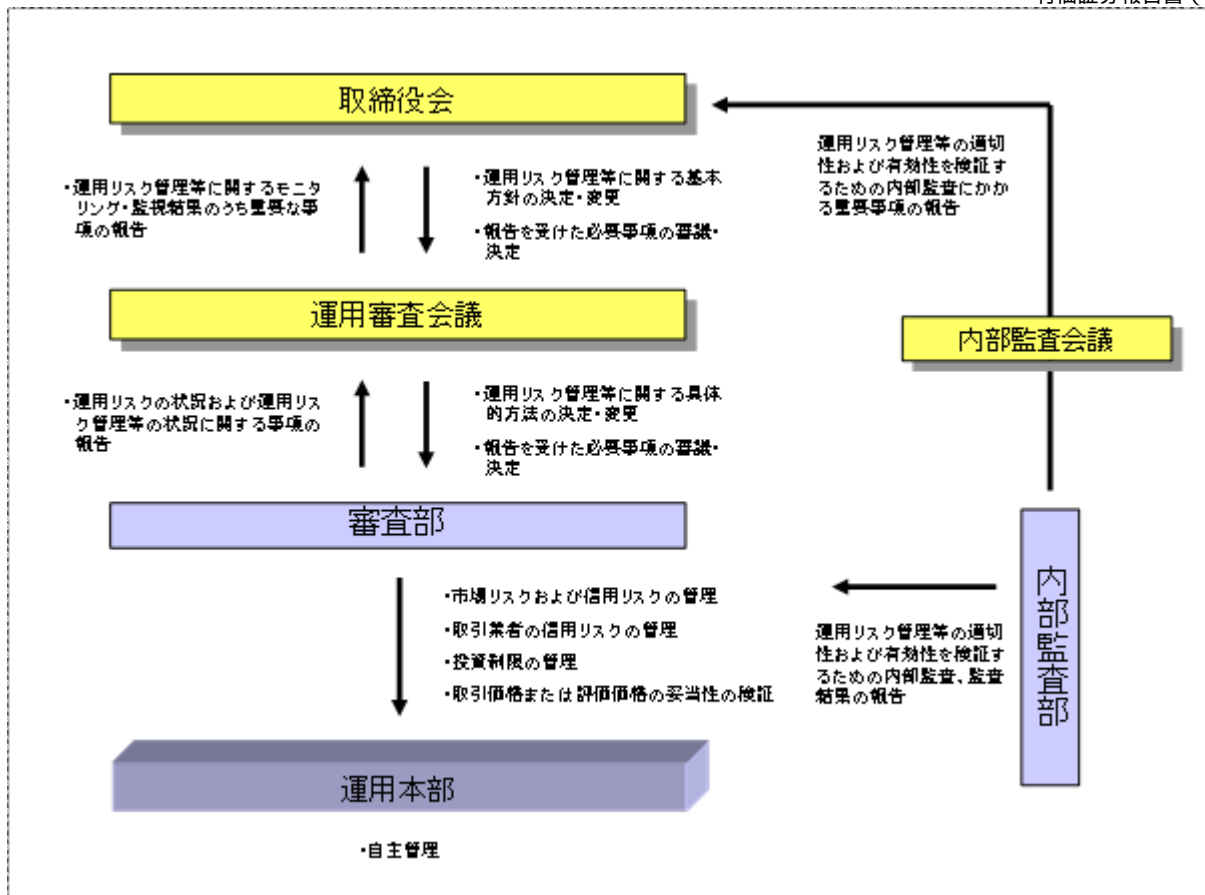 取締役会
運用リスク管理等の適切
性および有効性を検証す
るための内部監査にかか
る重要事項の報告
・運用リスク管理等に関するモニタ
リング・監視結果のうち重要な事
項の報告
・運用リスク管理等に関する基本
方針の決定・変更
・報告を受けた必要事項の審議・
決定
運用審査会議
内部監査会議
・運用リスクの状況および運用リス
ク管理等の状況に関する事項の
報告
・運用リスク管理等に関する具体
的方法の決定・変更
・報告を受けた必要事項の審議・
決定
審査部
・市場リスクおよび信用リスクの管理
・取引業者の信用リスクの管理
・投資制限の管理
・取引価格または評価価格の妥当性の検証
運用リスク管理等の適切
性および有効性を検証す
るための内部監査、監査
結果の報告
内部監査部
運用本部
・自主管理